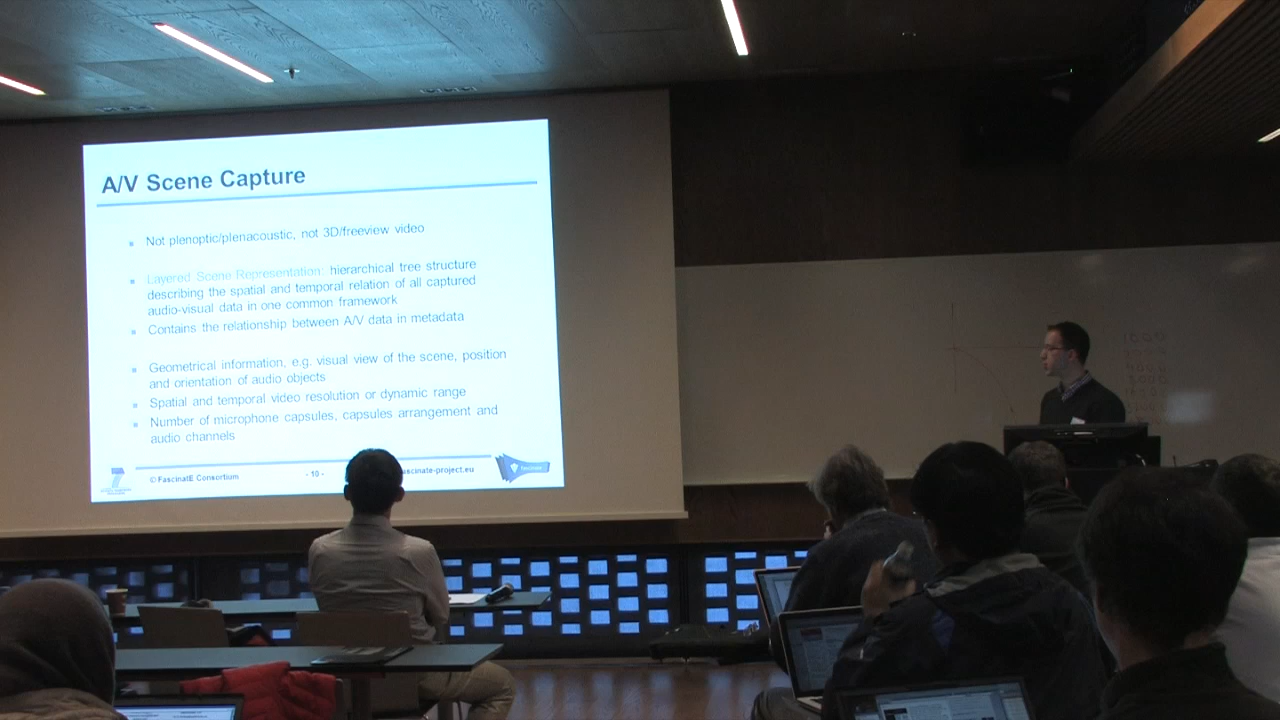 A/V Scene Capture
Not plenoptic/plenacoustic, not 3D/freeview video
Layered Scene Representation: hierarchical tree structure
describing the spatial and temporal relation of all captured
audio-visual data in one common framework
Contains the relationship between A/V data in metadata
Geometrical information, e.g. visual view of the scene, position
and orientation of audio objects
Spatial and temporal video resolution or dynamic range
Number of microphone capsules, capsules arrangement and
audio channels
© FascinatE Consortium - 10 - ascinate-project.eu